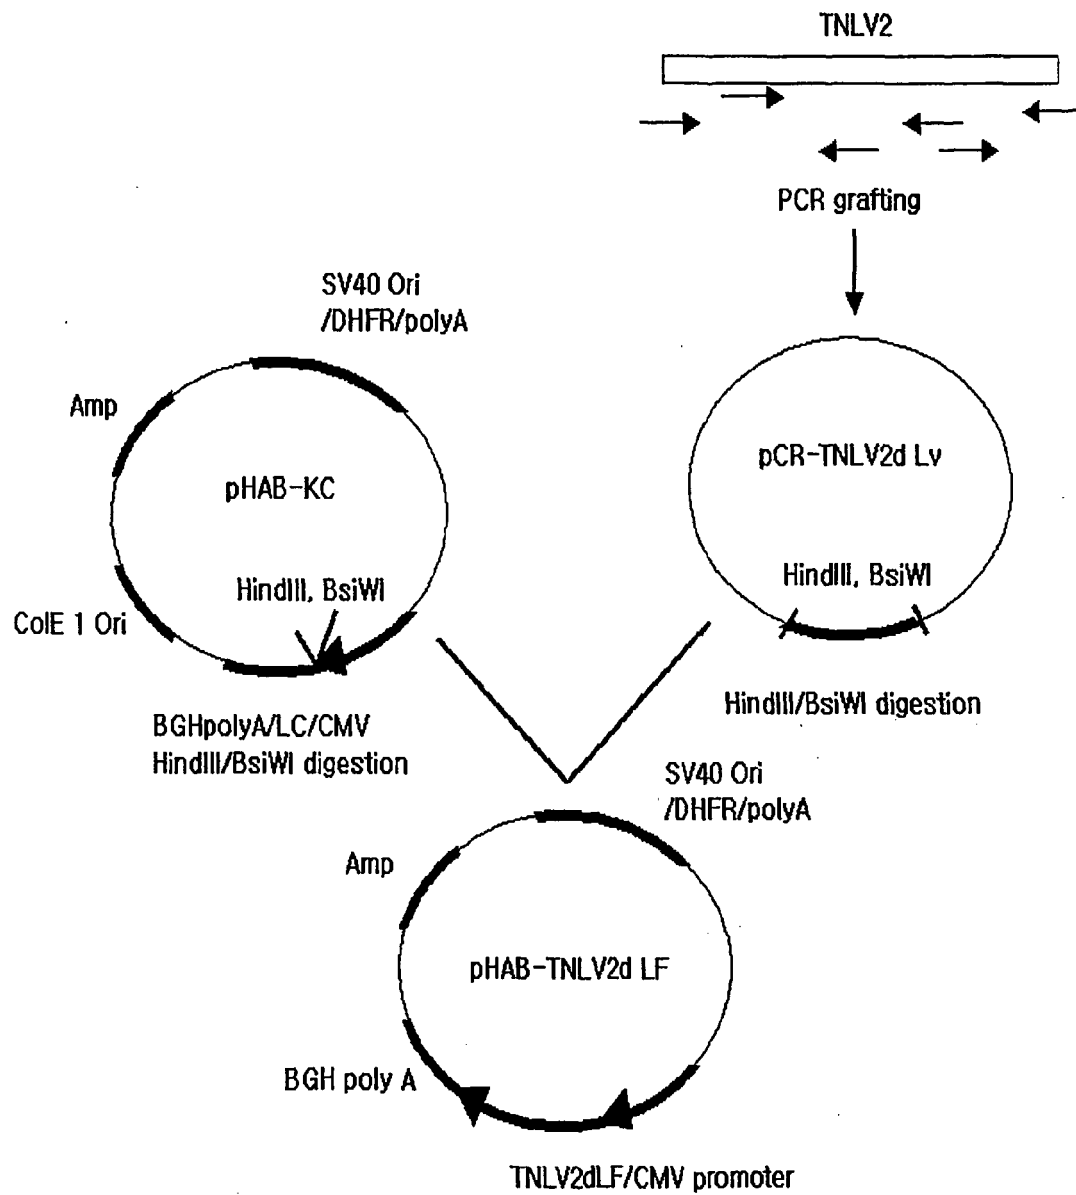 TNLV2
PCR grafting
SV40 Ori
/DHFR/polyA
Amp
pHAB-KC
HindIII, BsiWI
ColE 1 Ori
BGHpolyA/LC/CMV
HindIII/BsiWI digestion
pCR-TNLV2d Lv
HindIII, BsiWI
HindIII/BsiWI digestion
SV40 Ori
/DHFR/polyA
Amp
pHAB-TNLV2d LF
BGH poly A
TNLV2dLF/CMV promoter